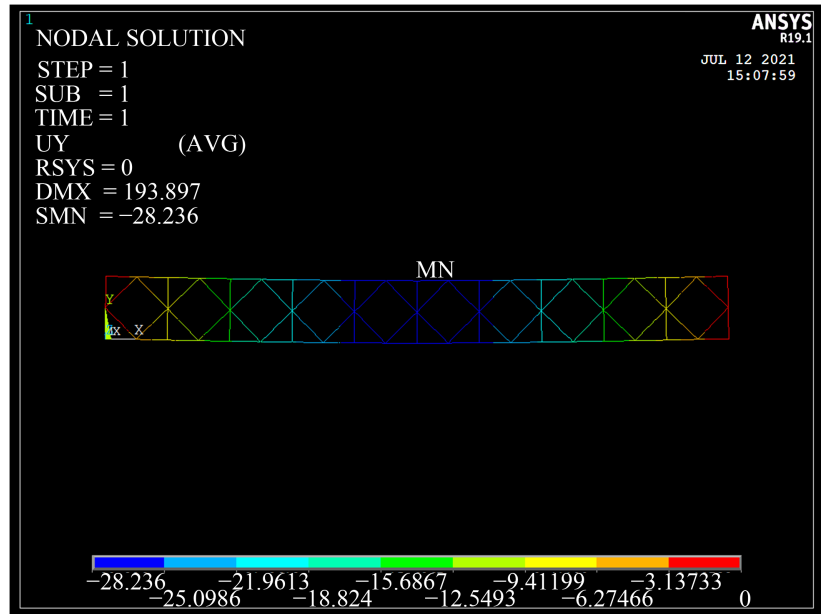 1
ANSYS
R19.1
NODAL SOLUTION
JUL 12 2021
15:07:59
STEP = 1
SUB = 1
TIME = 1
UY (AVG)
RSYS = 0
DMX = 193.897
SMN = −28.236
MN
Y
MX X
−28.236 −21.9613 −15.6867 −9.41199 −3.13733
−25.0986 −18.824 −12.5493 −6.27466 0